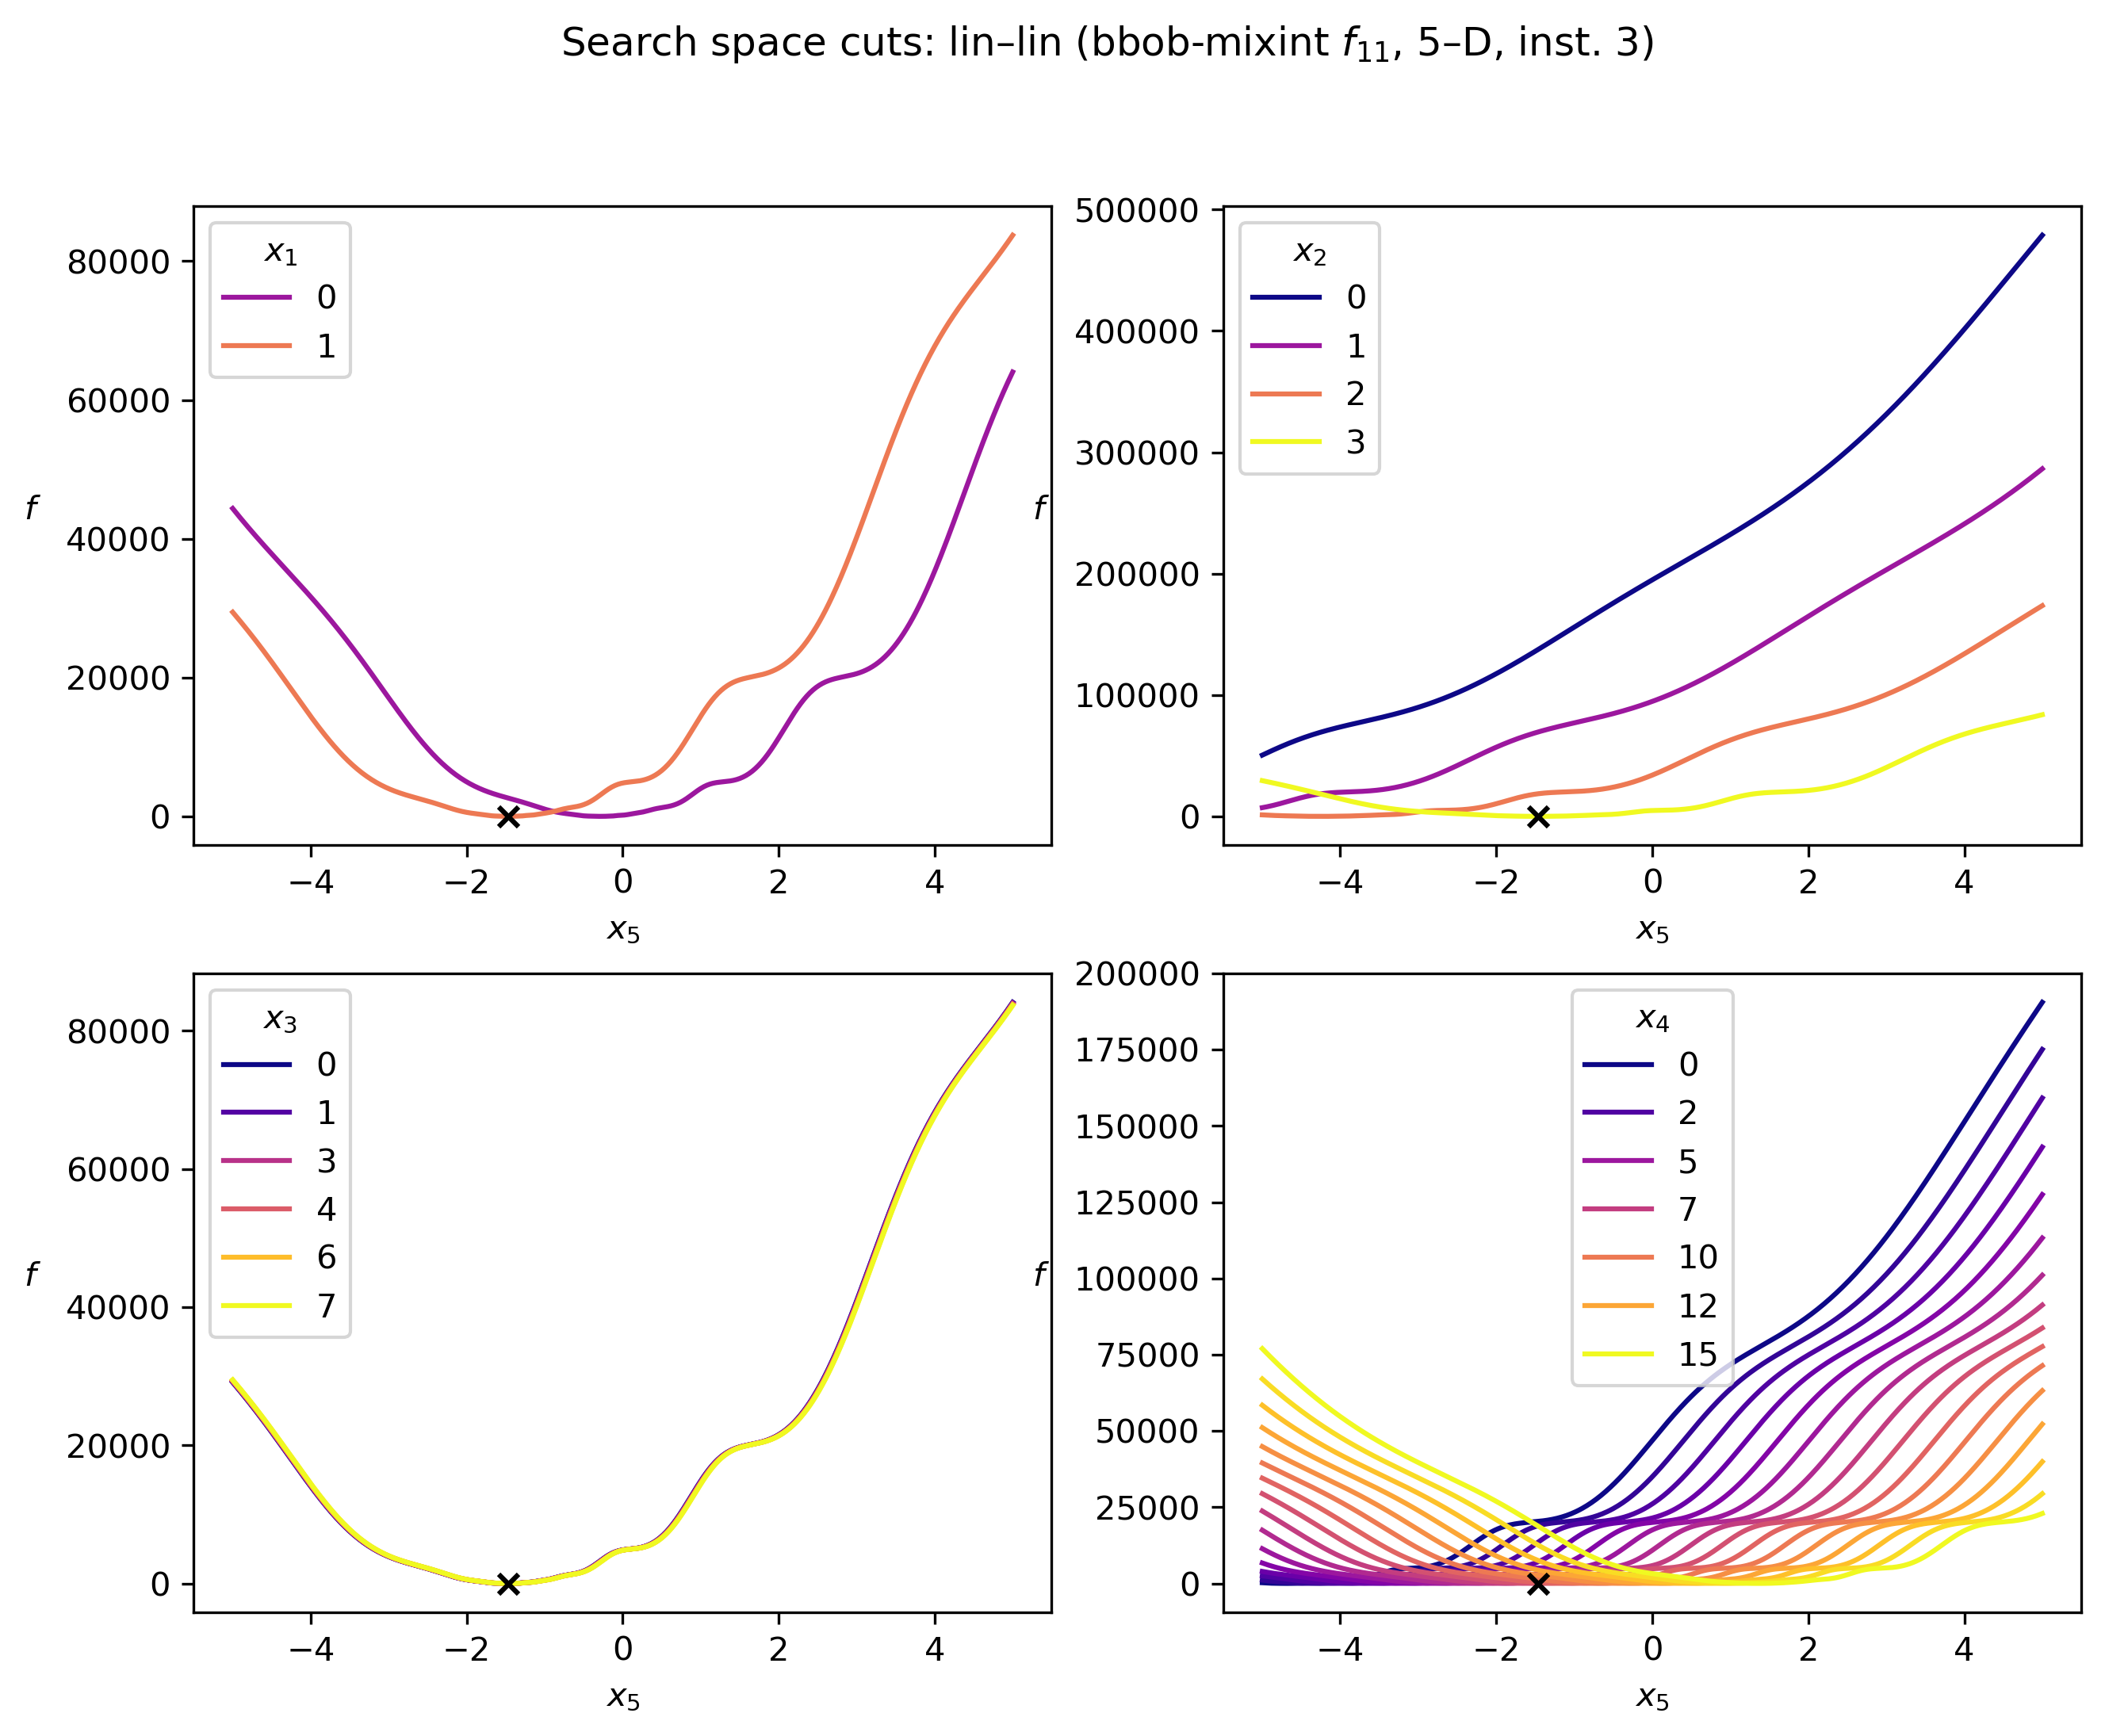 Search space cuts: lin–lin (bbob-mixint f₁₁, 5–D, inst. 3)
80000
60000
40000
20000
0
f
x₁
0
1
−4 −2 0 2 4
x₅
500000
400000
300000
200000
100000
0
f
x₂
0
1
2
3
−4 −2 0 2 4
x₅
80000
60000
40000
20000
0
f
x₃
0
1
3
4
6
7
−4 −2 0 2 4
x₅
200000
175000
150000
125000
100000
75000
50000
25000
0
f
x₄
0
2
5
7
10
12
15
−4 −2 0 2 4
x₅